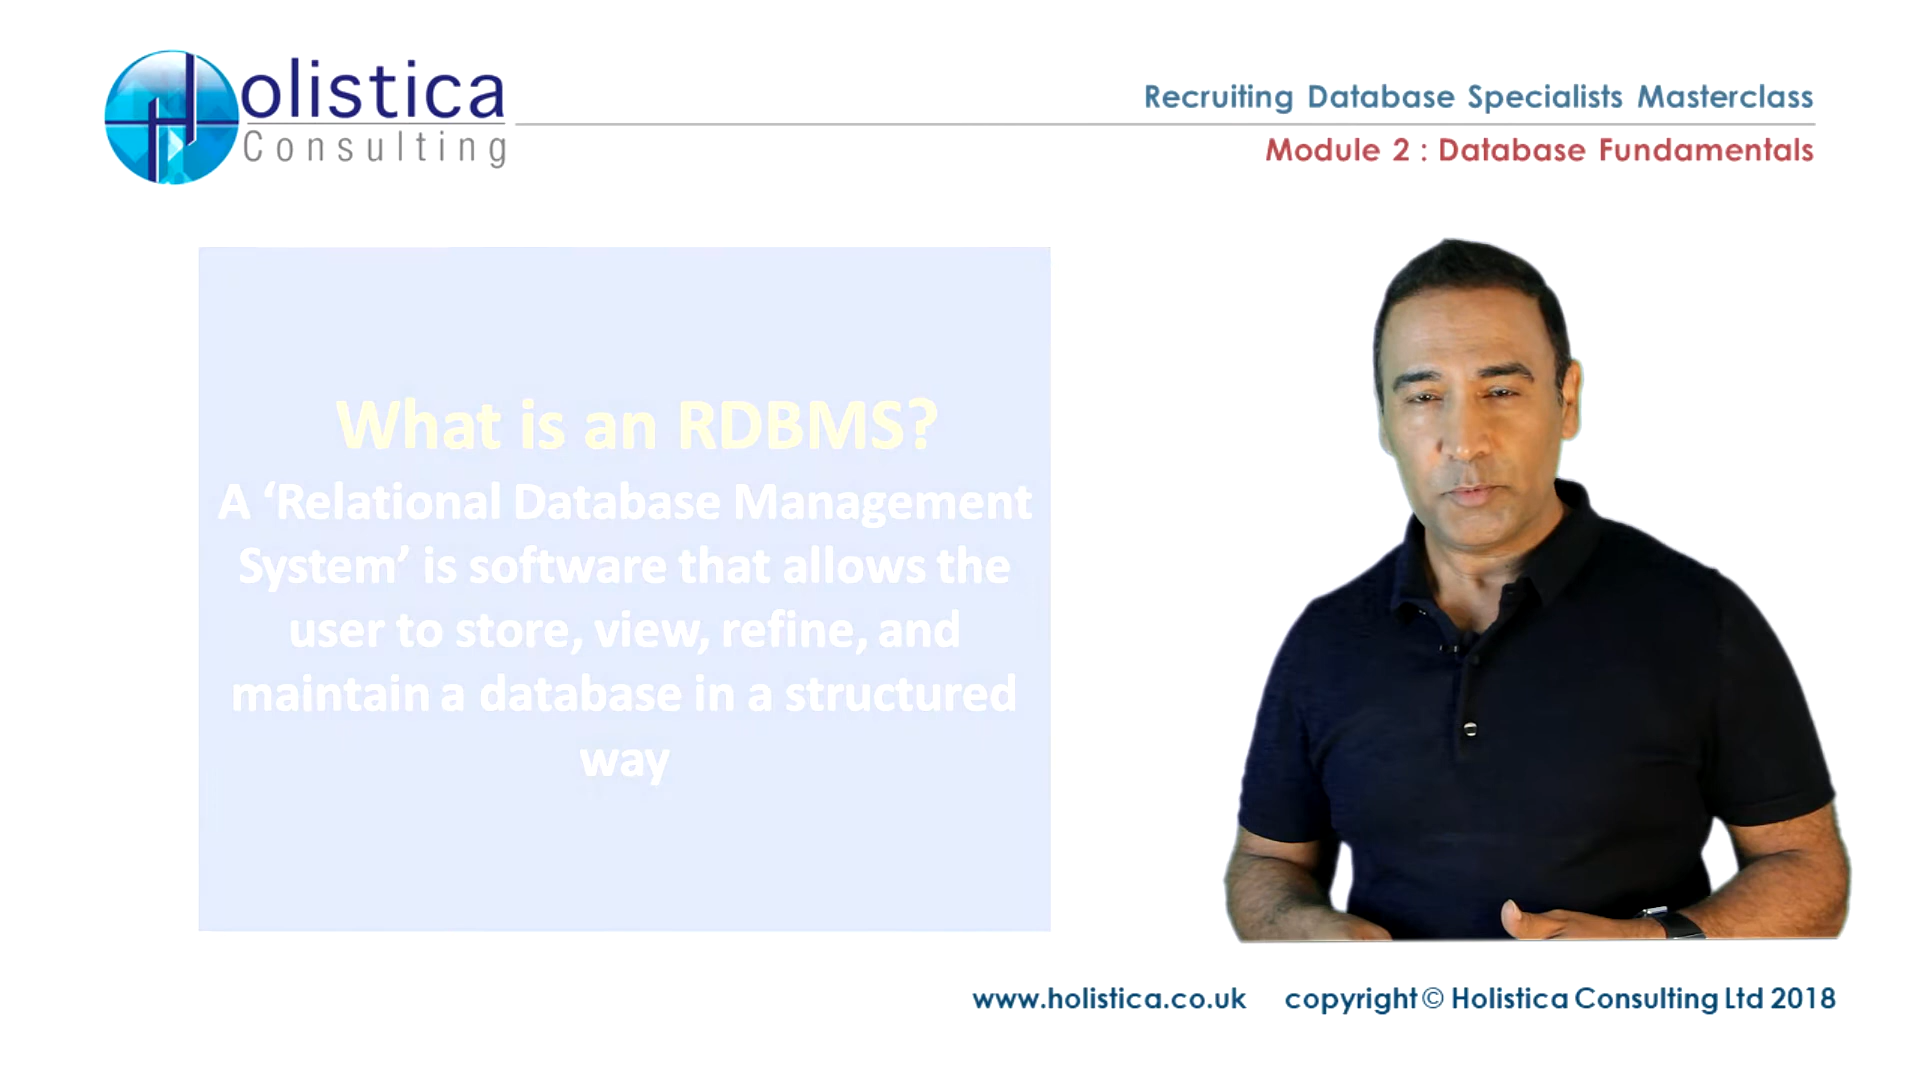 Holistica
Consulting
Recruiting Database Specialists Masterclass
Module 2 : Database Fundamentals
What is an RDBMS?
A ‘Relational Database Management
System’ is software that allows the
user to store, view, refine, and
maintain a database in a structured
way
www.holistica.co.uk copyright © Holistica Consulting Ltd 2018